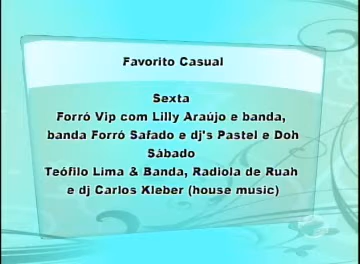 Favorito Casual
Sexta
Forró Vip com Lilly Araújo e banda,
banda Forró Safado e dj's Pastel e Doh
Sábado
Teófilo Lima & Banda, Radiola de Ruah
e dj Carlos Kleber (house music)